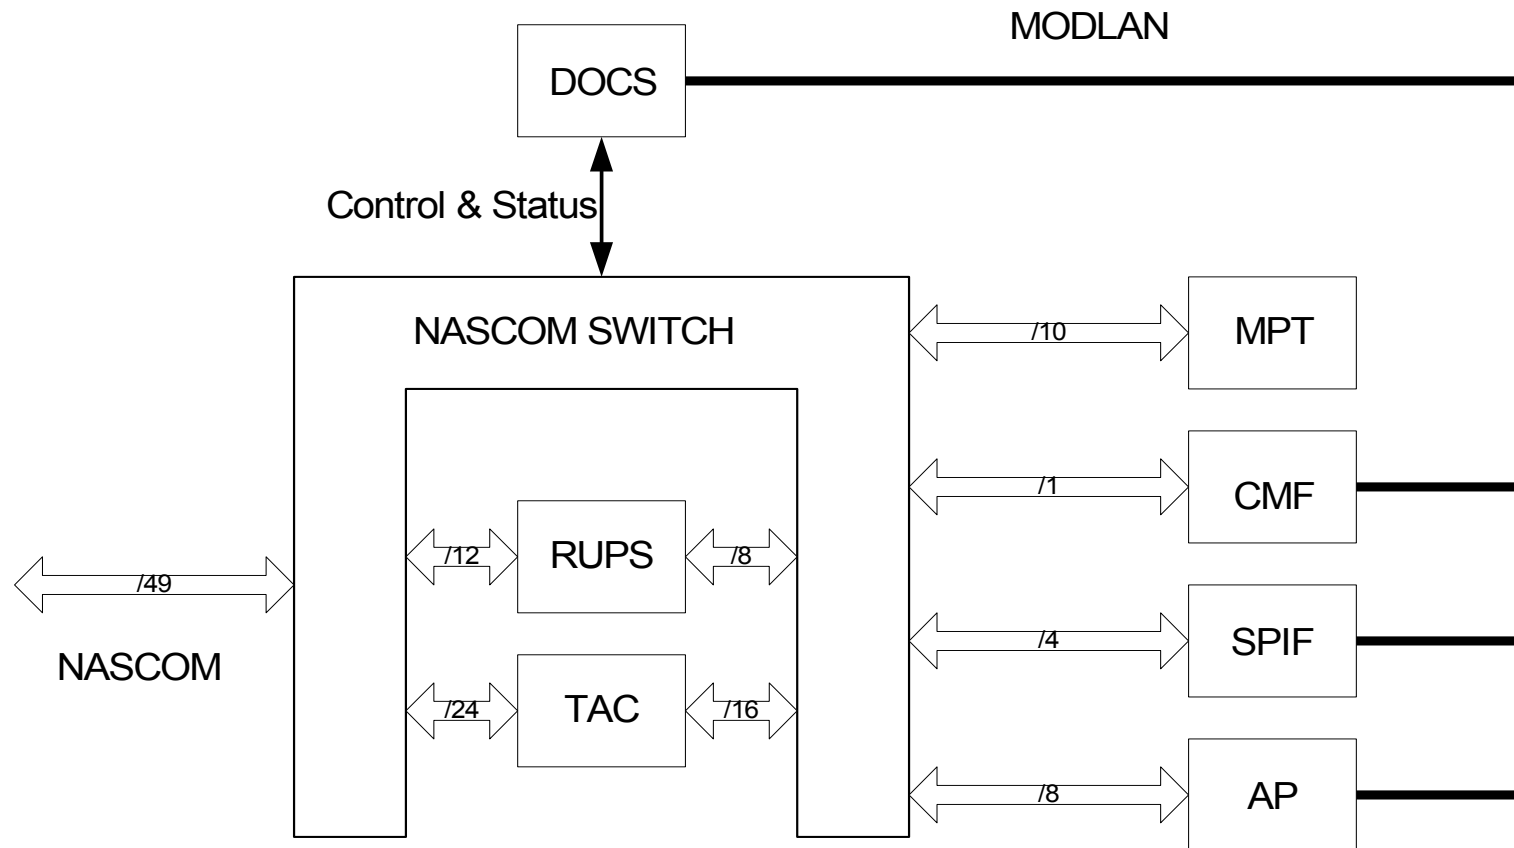 MODLAN
DOCS
Control & Status
NASCOM SWITCH
/10
MPT
/1
CMF
/12
RUPS
/8
/49
NASCOM
/4
SPIF
/24
TAC
/16
/8
AP